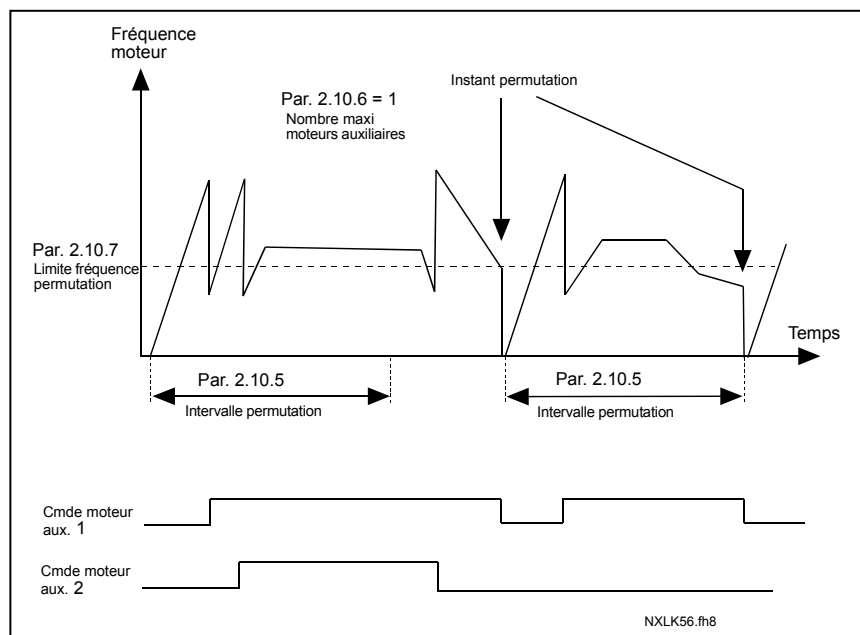 Fréquence
moteur
Par. 2.10.6 = 1
Nombre maxi
moteurs auxiliaires
Instant permutation
Par. 2.10.7
Limite fréquence
permutation
Temps
Par. 2.10.5
Intervalle permutation
Par. 2.10.5
Intervalle permutation
Cmde moteur
aux. 1
Cmde moteur
aux. 2
NXLK56.fh8